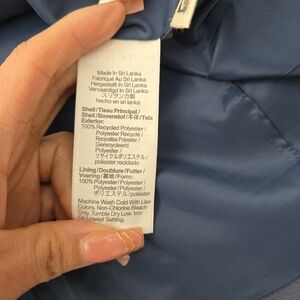 Made In Sri Lanka
Fabriqué Au Sri Lanka
Hergestellt In Sri Lanka
Vervaardigd In Sri Lanka
スリランカ製
Hecho en Sri Lanka
Shell/Tissu Principal/
Shell/Bovenstof/本体/Tela
Exterior:
100% Recycled Polyester/
Polyester Recyclé/
Recyceltes Polyester/
Gerecycleerd
Polyester/
リサイクルポリエステル/
poliéster reciclado
Lining/Doublure/Futter/
Voering/裏地/Forro:
100% Polyester/Polyester/
Polyester/Polyester
/ポリエステル/
poliéster
Machine Wash Cold With Like
Colors, Non-Chlorine Bleach
Only, Tumble Dry Low, Iron
On Lowest Setting.